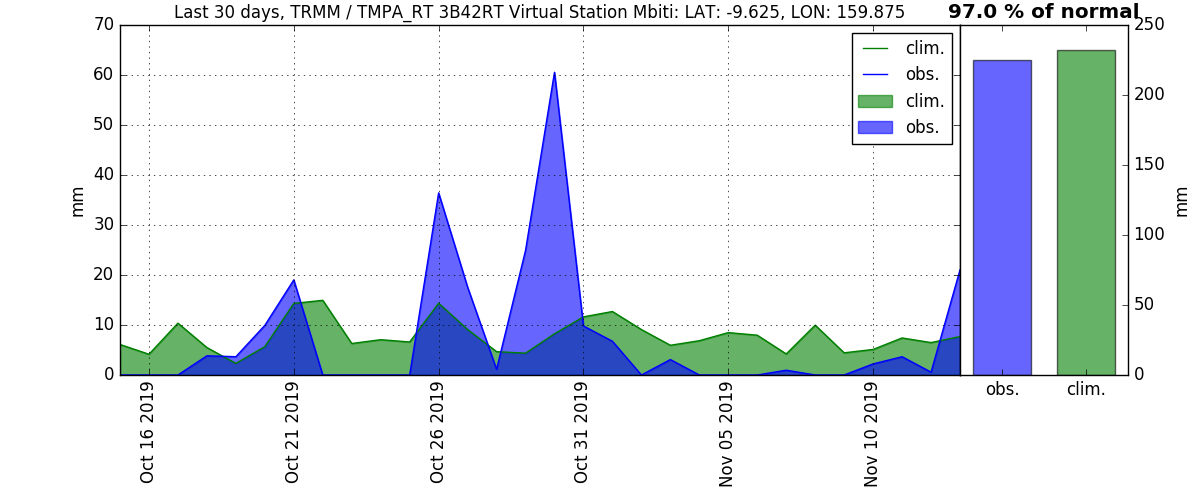 Last 30 days, TRMM / TMPA_RT 3B42RT Virtual Station Mbiti: LAT: -9.625, LON: 159.875
97.0 % of normal
70
60
50
40
30
20
10
0
mm
clim.
obs.
clim.
obs.
Oct 16 2019
Oct 21 2019
Oct 26 2019
Oct 31 2019
Nov 05 2019
Nov 10 2019
250
200
150
100
50
0
mm
obs.
clim.